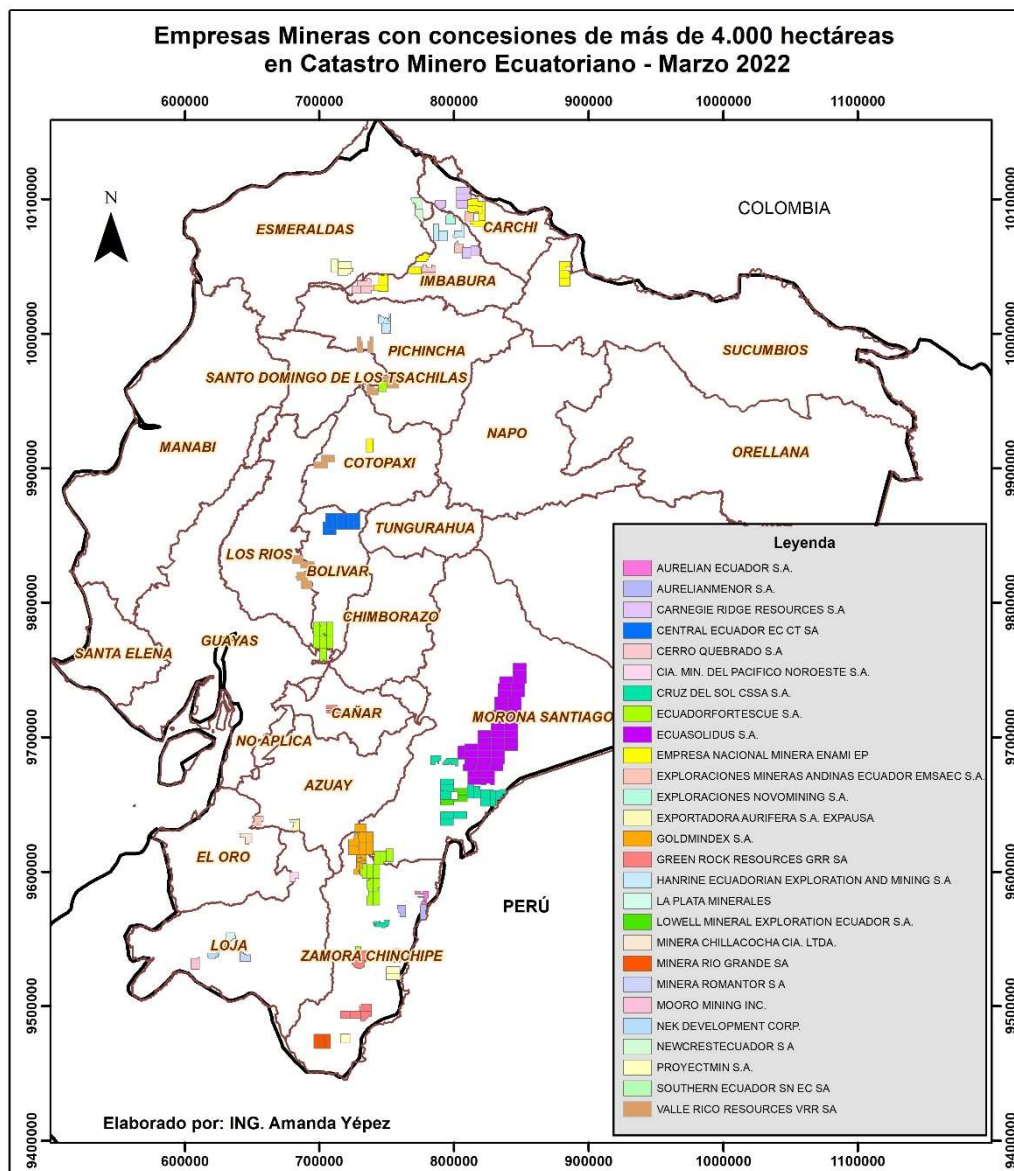 Empresas Mineras con concesiones de más de 4.000 hectáreas
en Catastro Minero Ecuatoriano - Marzo 2022
600000 700000 800000 900000 1000000 1100000
10100000 10100000
N
COLOMBIA
CARCHI
ESMERALDAS
IMBABURA
10000000 10000000
PICHINCHA
SUCUMBIOS
SANTO DOMINGO DE LOS TSACHILAS
NAPO
MANABI
ORELLANA
COTOPAXI
9900000 9900000
TUNGURAHUA
LOS RIOS
BOLIVAR
9800000 9800000
CHIMBORAZO
GUAYAS
SANTA ELENA
CAÑAR
MORONA SANTIAGO
9700000 9700000
NO APLICA
AZUAY
EL ORO
9600000 9600000
PERÚ
LOJA
ZAMORA CHINCHIPE
9500000 9500000
Leyenda
AURELIAN ECUADOR S.A.
AURELIANMENOR S.A.
CARNEGIE RIDGE RESOURCES S.A
CENTRAL ECUADOR EC CT SA
CERRO QUEBRADO S.A
CIA. MIN. DEL PACIFICO NOROESTE S.A.
CRUZ DEL SOL CSSA S.A.
ECUADORFORTESCUE S.A.
ECUASOLIDUS S.A.
EMPRESA NACIONAL MINERA ENAMI EP
EXPLORACIONES MINERAS ANDINAS ECUADOR EMSAEC S.A.
EXPLORACIONES NOVOMINING S.A.
EXPORTADORA AURIFERA S.A. EXPAUSA
GOLDMINDEX S.A.
GREEN ROCK RESOURCES GRR SA
HANRINE ECUADORIAN EXPLORATION AND MINING S.A
LA PLATA MINERALES
LOWELL MINERAL EXPLORATION ECUADOR S.A.
MINERA CHILLACOCHA CIA. LTDA.
MINERA RIO GRANDE SA
MINERA ROMANTOR S A
MOORO MINING INC.
NEK DEVELOPMENT CORP.
NEWCRESTECUADOR S A
PROYECTMIN S.A.
SOUTHERN ECUADOR SN EC SA
VALLE RICO RESOURCES VRR SA
Elaborado por: ING. Amanda Yépez
9400000 9400000
600000 700000 800000 900000 1000000 1100000